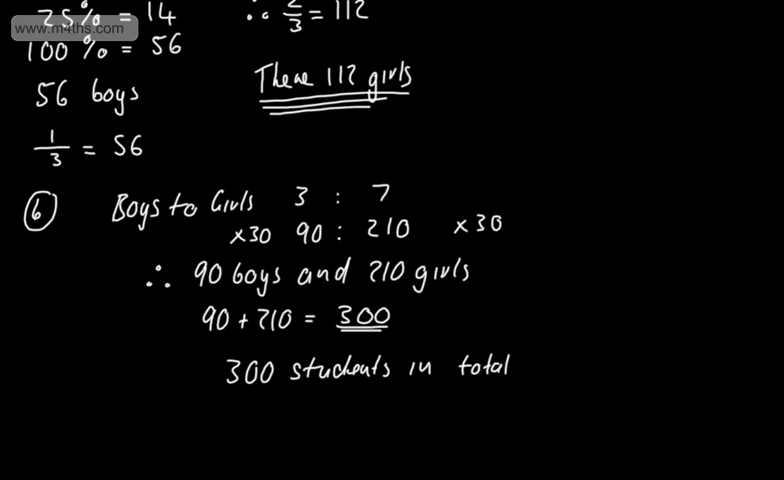 25% = 14
www.m4ths.com
100% = 56
56 boys
1/3 = 56
∴ 2/3 = 112
There 112 girls
6 Boys to Girls 3 : 7
×30 90 : 210 ×30
∴ 90 boys and 210 girls
90 + 210 = 300
300 students in total